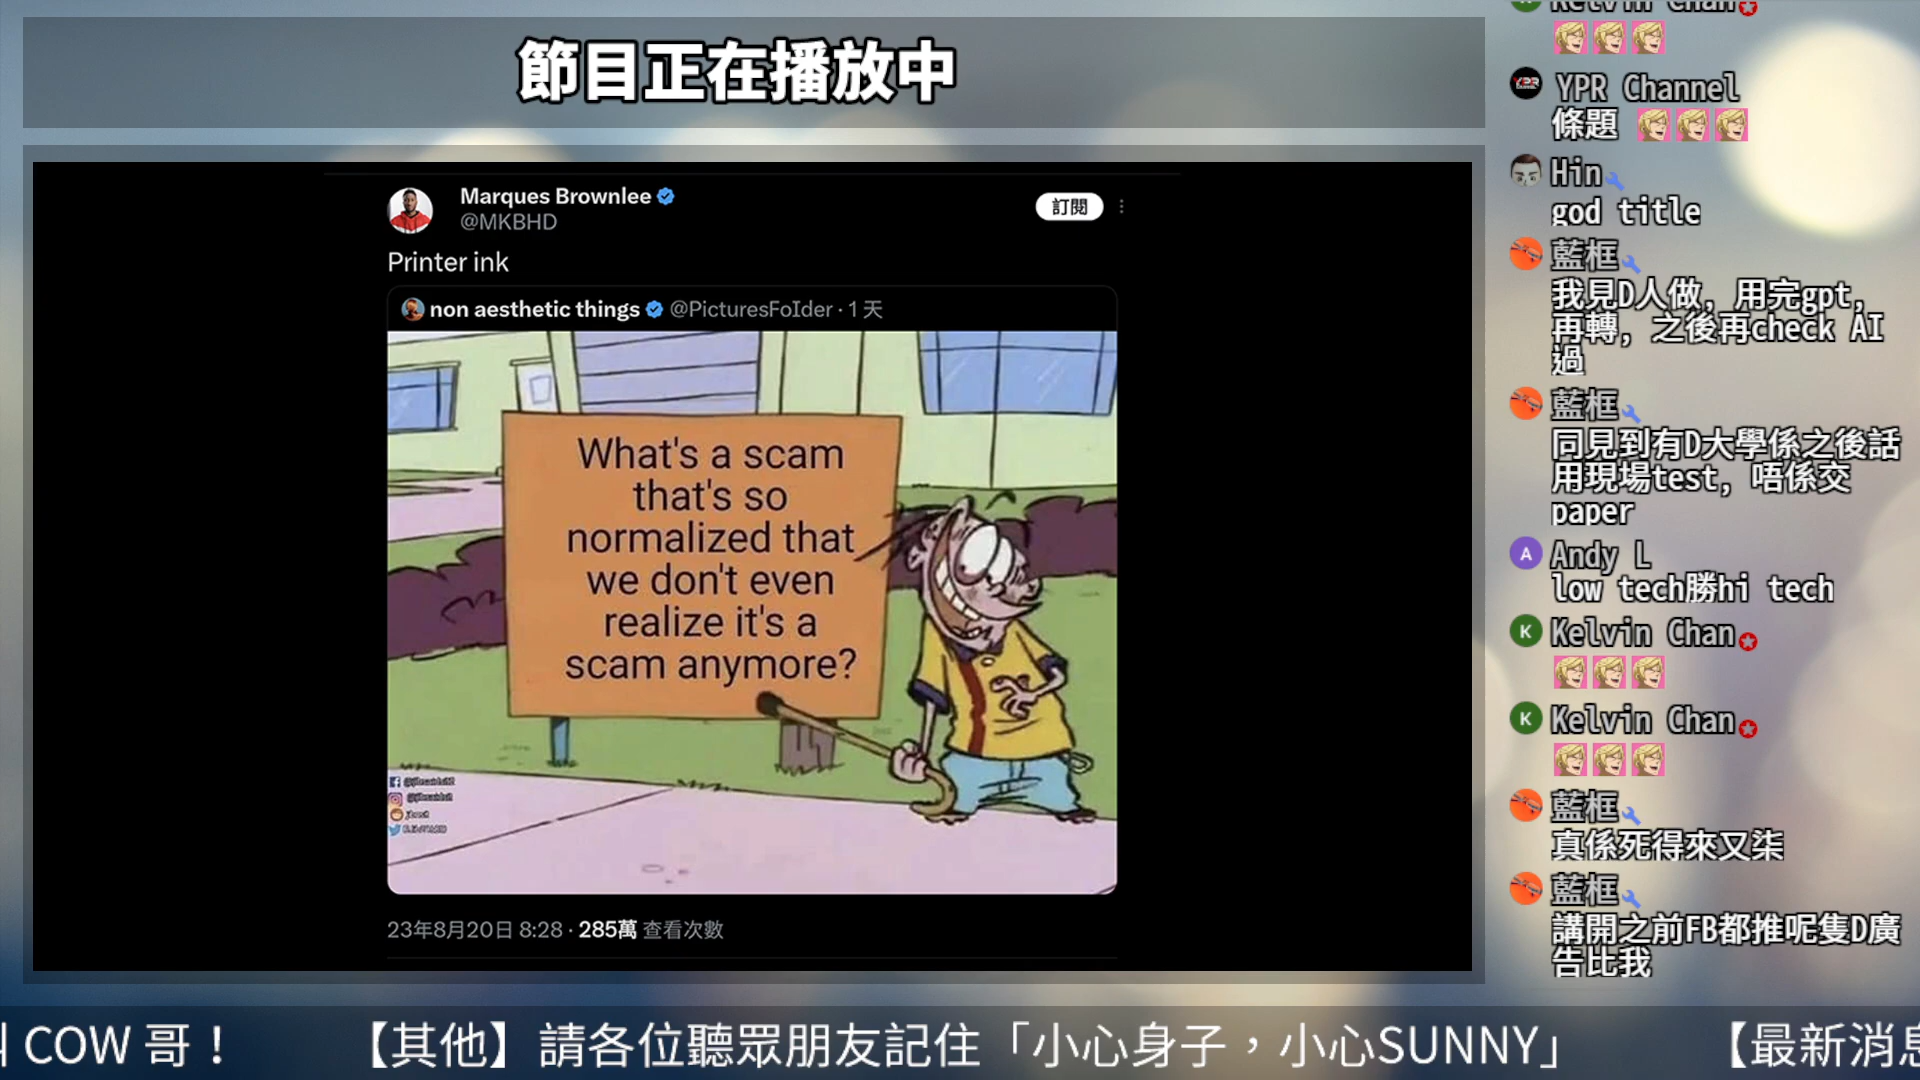 節目正在播放中
Marques Brownlee
@MKBHD
訂閱
Printer ink
non aesthetic things @PicturesFoIder · 1 天
What's a scam
that's so
normalized that
we don't even
realize it's a
scam anymore?
23年8月20日 8:28 · 285萬 查看次數
Kelvin Chan
YPR Channel
條題
Hin
god title
藍框
我見D人做，用完gpt，
再轉，之後再check AI
過
藍框
同見到有D大學係之後話
用現場test，唔係交
paper
A Andy L
low tech勝hi tech
K Kelvin Chan
K Kelvin Chan
藍框
真係死得來又柒
藍框
講開之前FB都推呢隻D廣
告比我
COW 哥！ 【其他】請各位聽眾朋友記住「小心身子，小心SUNNY」 【最新消息